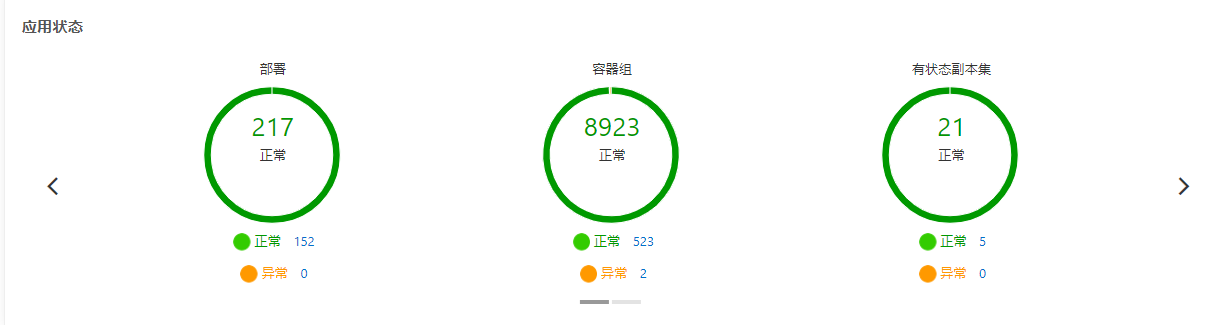 应用状态
部署
217
正常
正常 152
异常 0
容器组
8923
正常
正常 523
异常 2
有状态副本集
21
正常
正常 5
异常 0